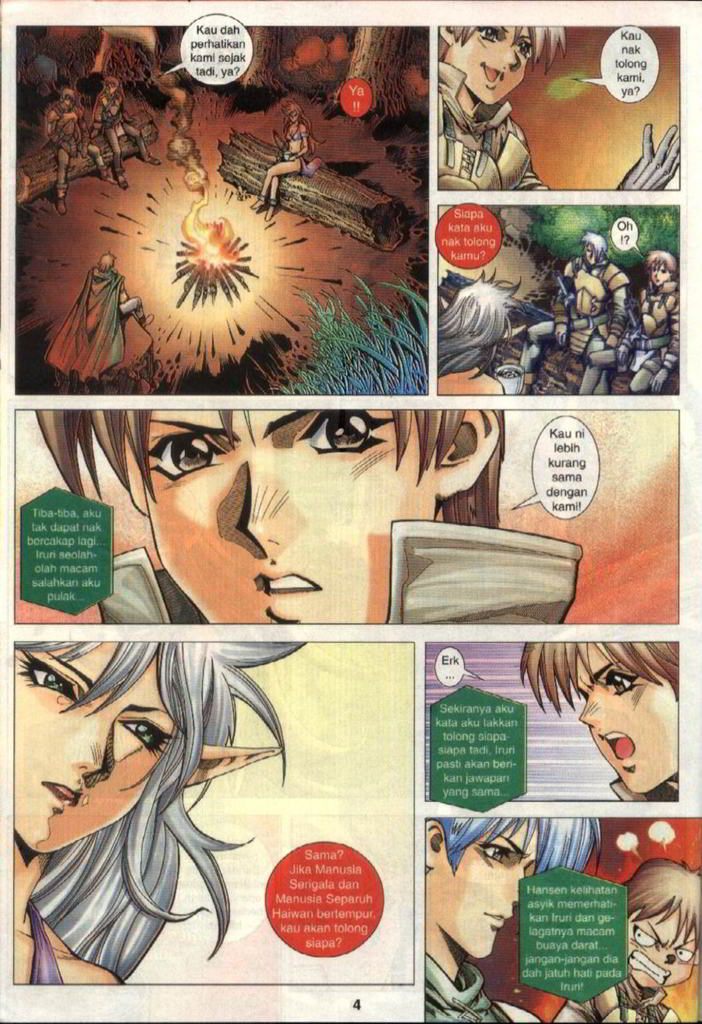 Kau dah
perhatikan
kami sejak
tadi, ya?
Ya
!!
Kau
nak
tolong
kami,
ya?
Siapa
kata aku
nak tolong
kamu?
Oh
!?
Kau ni
lebih
kurang
sama
dengan
kami!
Tiba-tiba, aku
tak dapat nak
bercakap lagi...
Iruri seolah-
olah macam
salahkan aku
pulak...
Erk
...
Sekiranya aku
kata aku takkan
tolong siapa-
siapa tadi, Iruri
pasti akan beri-
kan jawapan
yang sama...
Sama?
Jika Manusia
Serigala dan
Manusia Separuh
Haiwan bertempur,
kau akan tolong
siapa?
Hansen kelihatan
asyik memerhati-
kan Iruri dan ge-
lagatnya macam
buaya darat...
jangan-jangan dia
dah jatuh hati pada
Iruri!
4